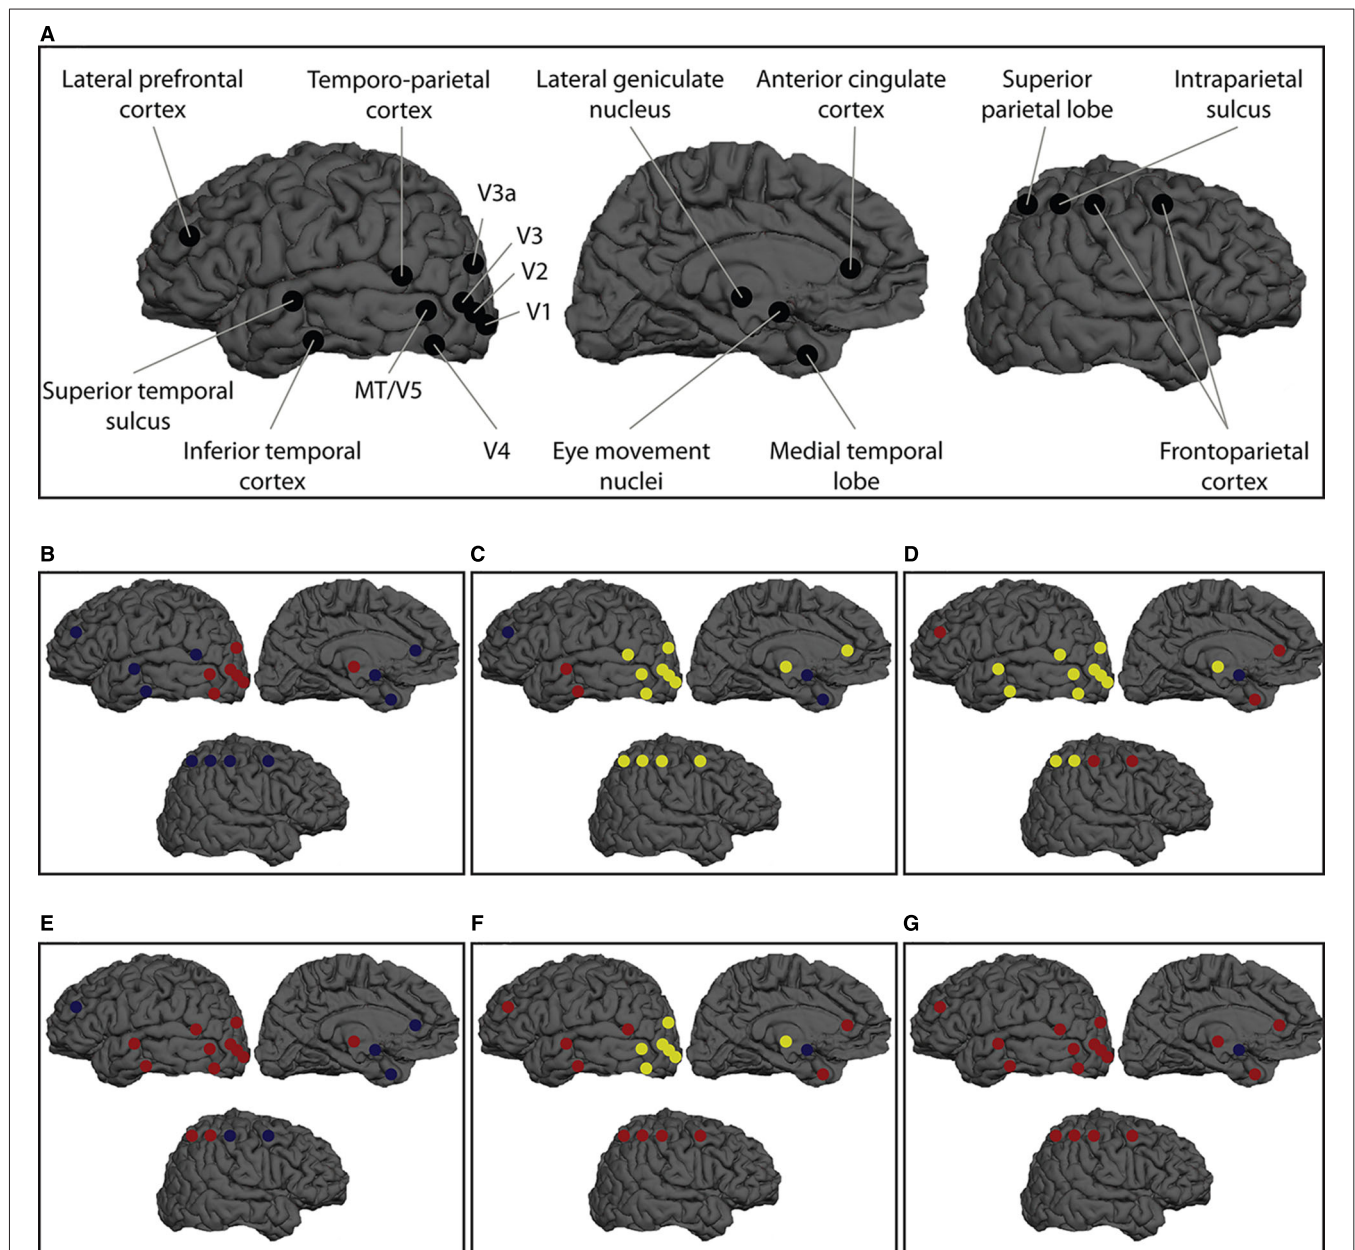 A
Lateral prefrontal
cortex
Temporo-parietal
cortex
Lateral geniculate
nucleus
Anterior cingulate
cortex
Superior
parietal lobe
Intraparietal
sulcus
V3a
V3
V2
V1
Superior temporal
sulcus
MT/V5
Inferior temporal
cortex
V4
Eye movement
nuclei
Medial temporal
lobe
Frontoparietal
cortex
B
C
D
E
F
G